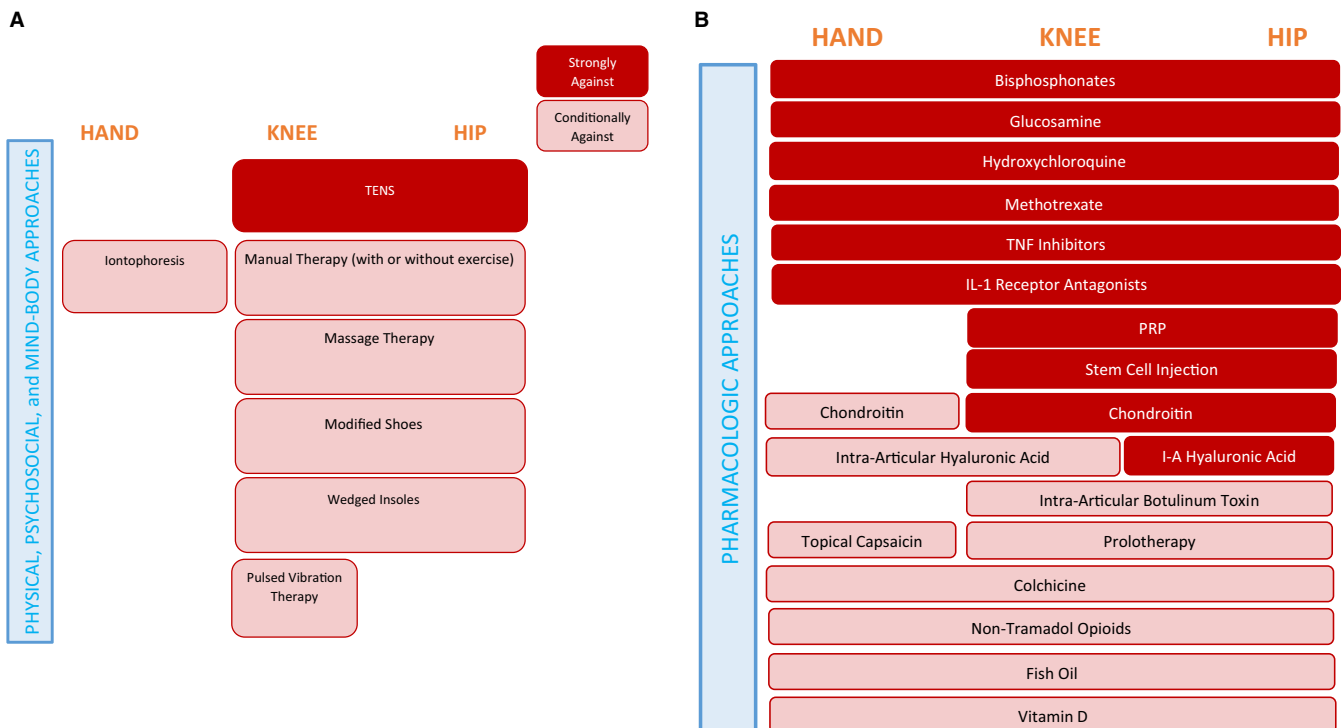 A
Strongly
Against
Conditionally
Against
HAND
KNEE
HIP
PHYSICAL, PSYCHOSOCIAL, and MIND-BODY APPROACHES
TENS
Iontophoresis
Manual Therapy (with or without exercise)
Massage Therapy
Modified Shoes
Wedged Insoles
Pulsed Vibration
Therapy
B
HAND
KNEE
HIP
PHARMACOLOGIC APPROACHES
Bisphosphonates
Glucosamine
Hydroxychloroquine
Methotrexate
TNF Inhibitors
IL-1 Receptor Antagonists
PRP
Stem Cell Injection
Chondroitin
Chondroitin
Intra-Articular Hyaluronic Acid
I-A Hyaluronic Acid
Intra-Articular Botulinum Toxin
Topical Capsaicin
Prolotherapy
Colchicine
Non-Tramadol Opioids
Fish Oil
Vitamin D